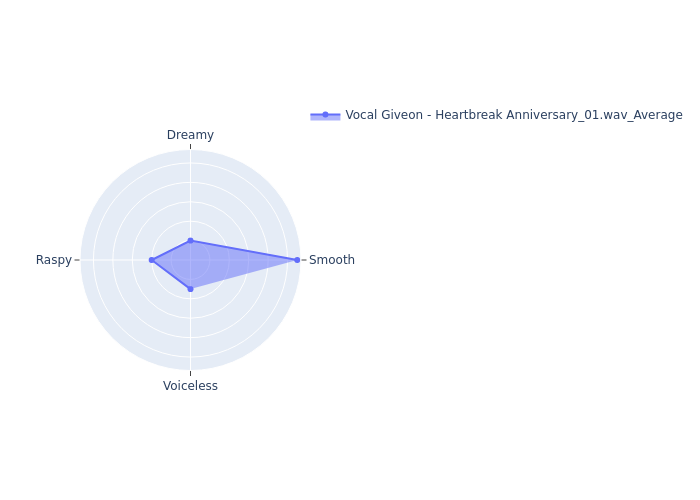 Vocal Giveon - Heartbreak Anniversary_01.wav_Average
Dreamy
Raspy
Smooth
Voiceless